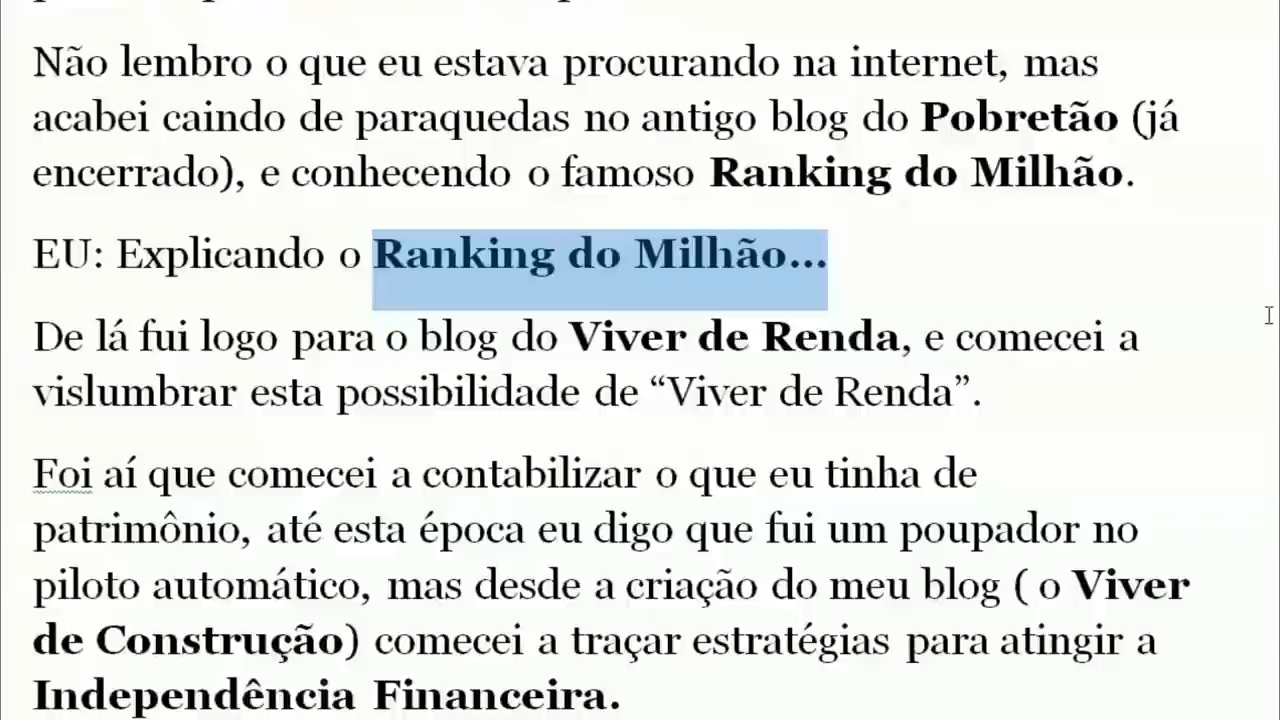 Não lembro o que eu estava procurando na internet, mas
acabei caindo de paraquedas no antigo blog do Pobretão (já
encerrado), e conhecendo o famoso Ranking do Milhão.
EU: Explicando o Ranking do Milhão...
De lá fui logo para o blog do Viver de Renda, e comecei a
vislumbrar esta possibilidade de “Viver de Renda”.
Foi aí que comecei a contabilizar o que eu tinha de
patrimônio, até esta época eu digo que fui um poupador no
piloto automático, mas desde a criação do meu blog ( o Viver
de Construção) comecei a traçar estratégias para atingir a
Independência Financeira.